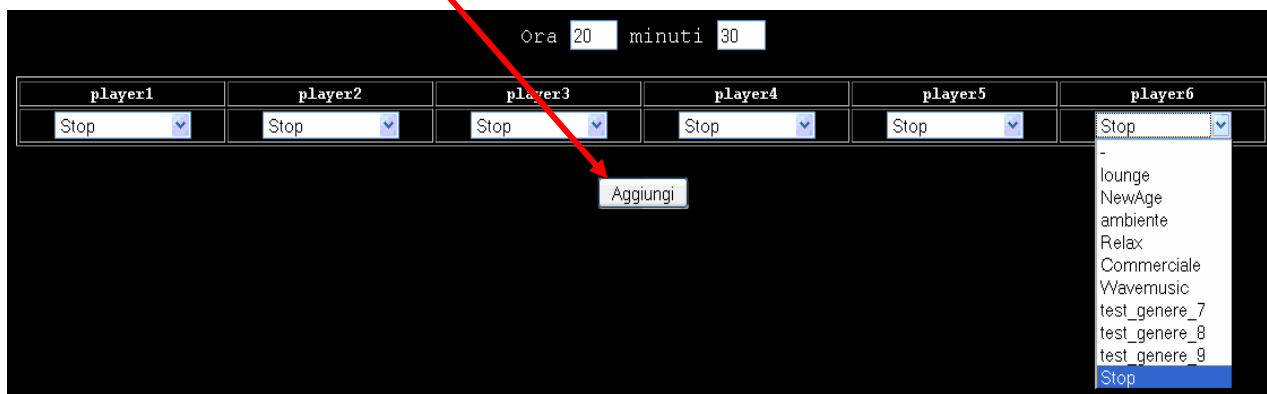 Ora 20 minuti 30
player1 player2 player3 player4 player5 player6
Stop Stop Stop Stop Stop Stop
-
lounge
NewAge
ambiente
Relax
Commerciale
Wavemusic
test_genere_7
test_genere_8
test_genere_9
Stop
Aggiungi